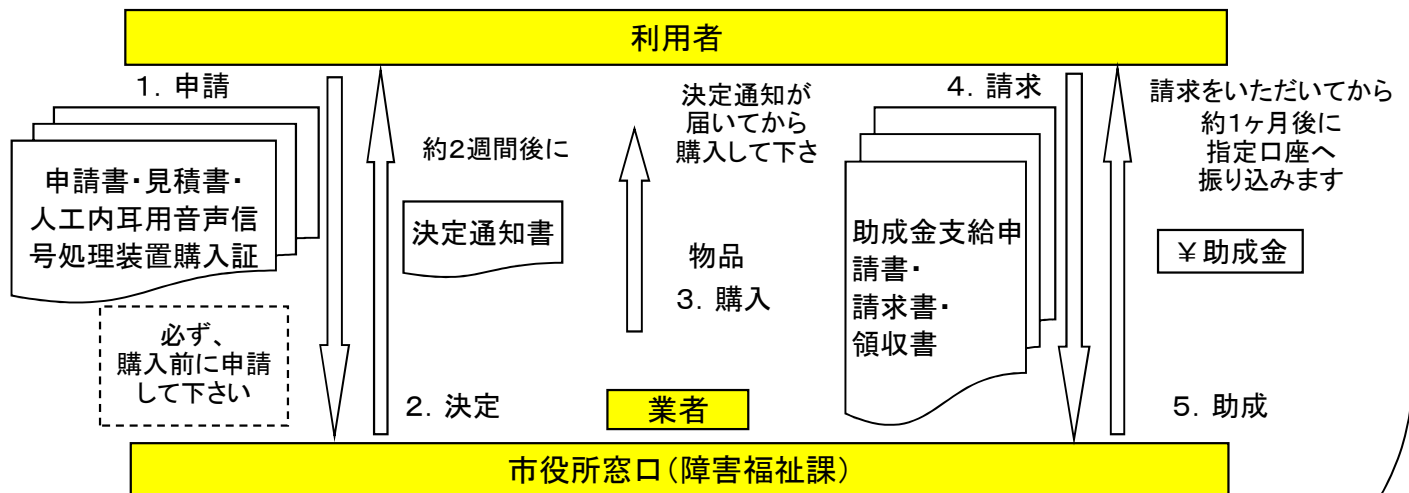 利用者
1．申請
申請書・見積書・
人工内耳用音声信
号処理装置購入証
必ず、
購入前に申請
して下さい
約2週間後に
決定通知書
2．決定
決定通知が
届いてから
購入して下さ
物品
3．購入
業者
4．請求
助成金支給申
請書・
請求書・
領収書
請求をいただいてから
約1ヶ月後に
指定口座へ
振り込みます
￥助成金
5．助成
市役所窓口（障害福祉課）